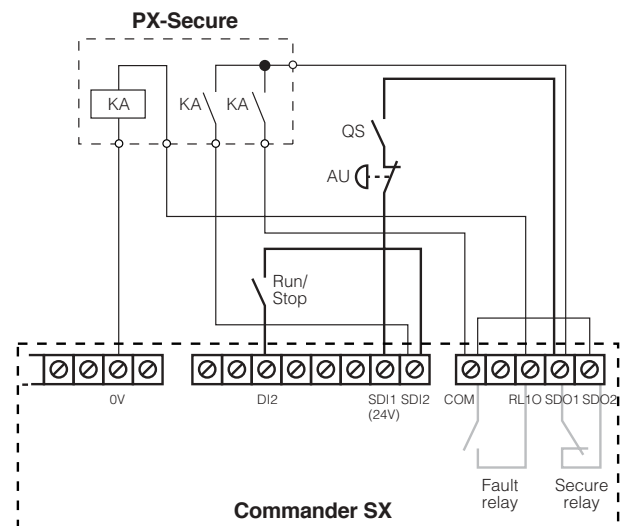 PX-Secure
KA
KA
KA
QS
AU
Run/
Stop
0V
DI2
SDI1
(24V)
SDI2
COM
RL1O
SDO1
SDO2
Fault
relay
Secure
relay
Commander SX